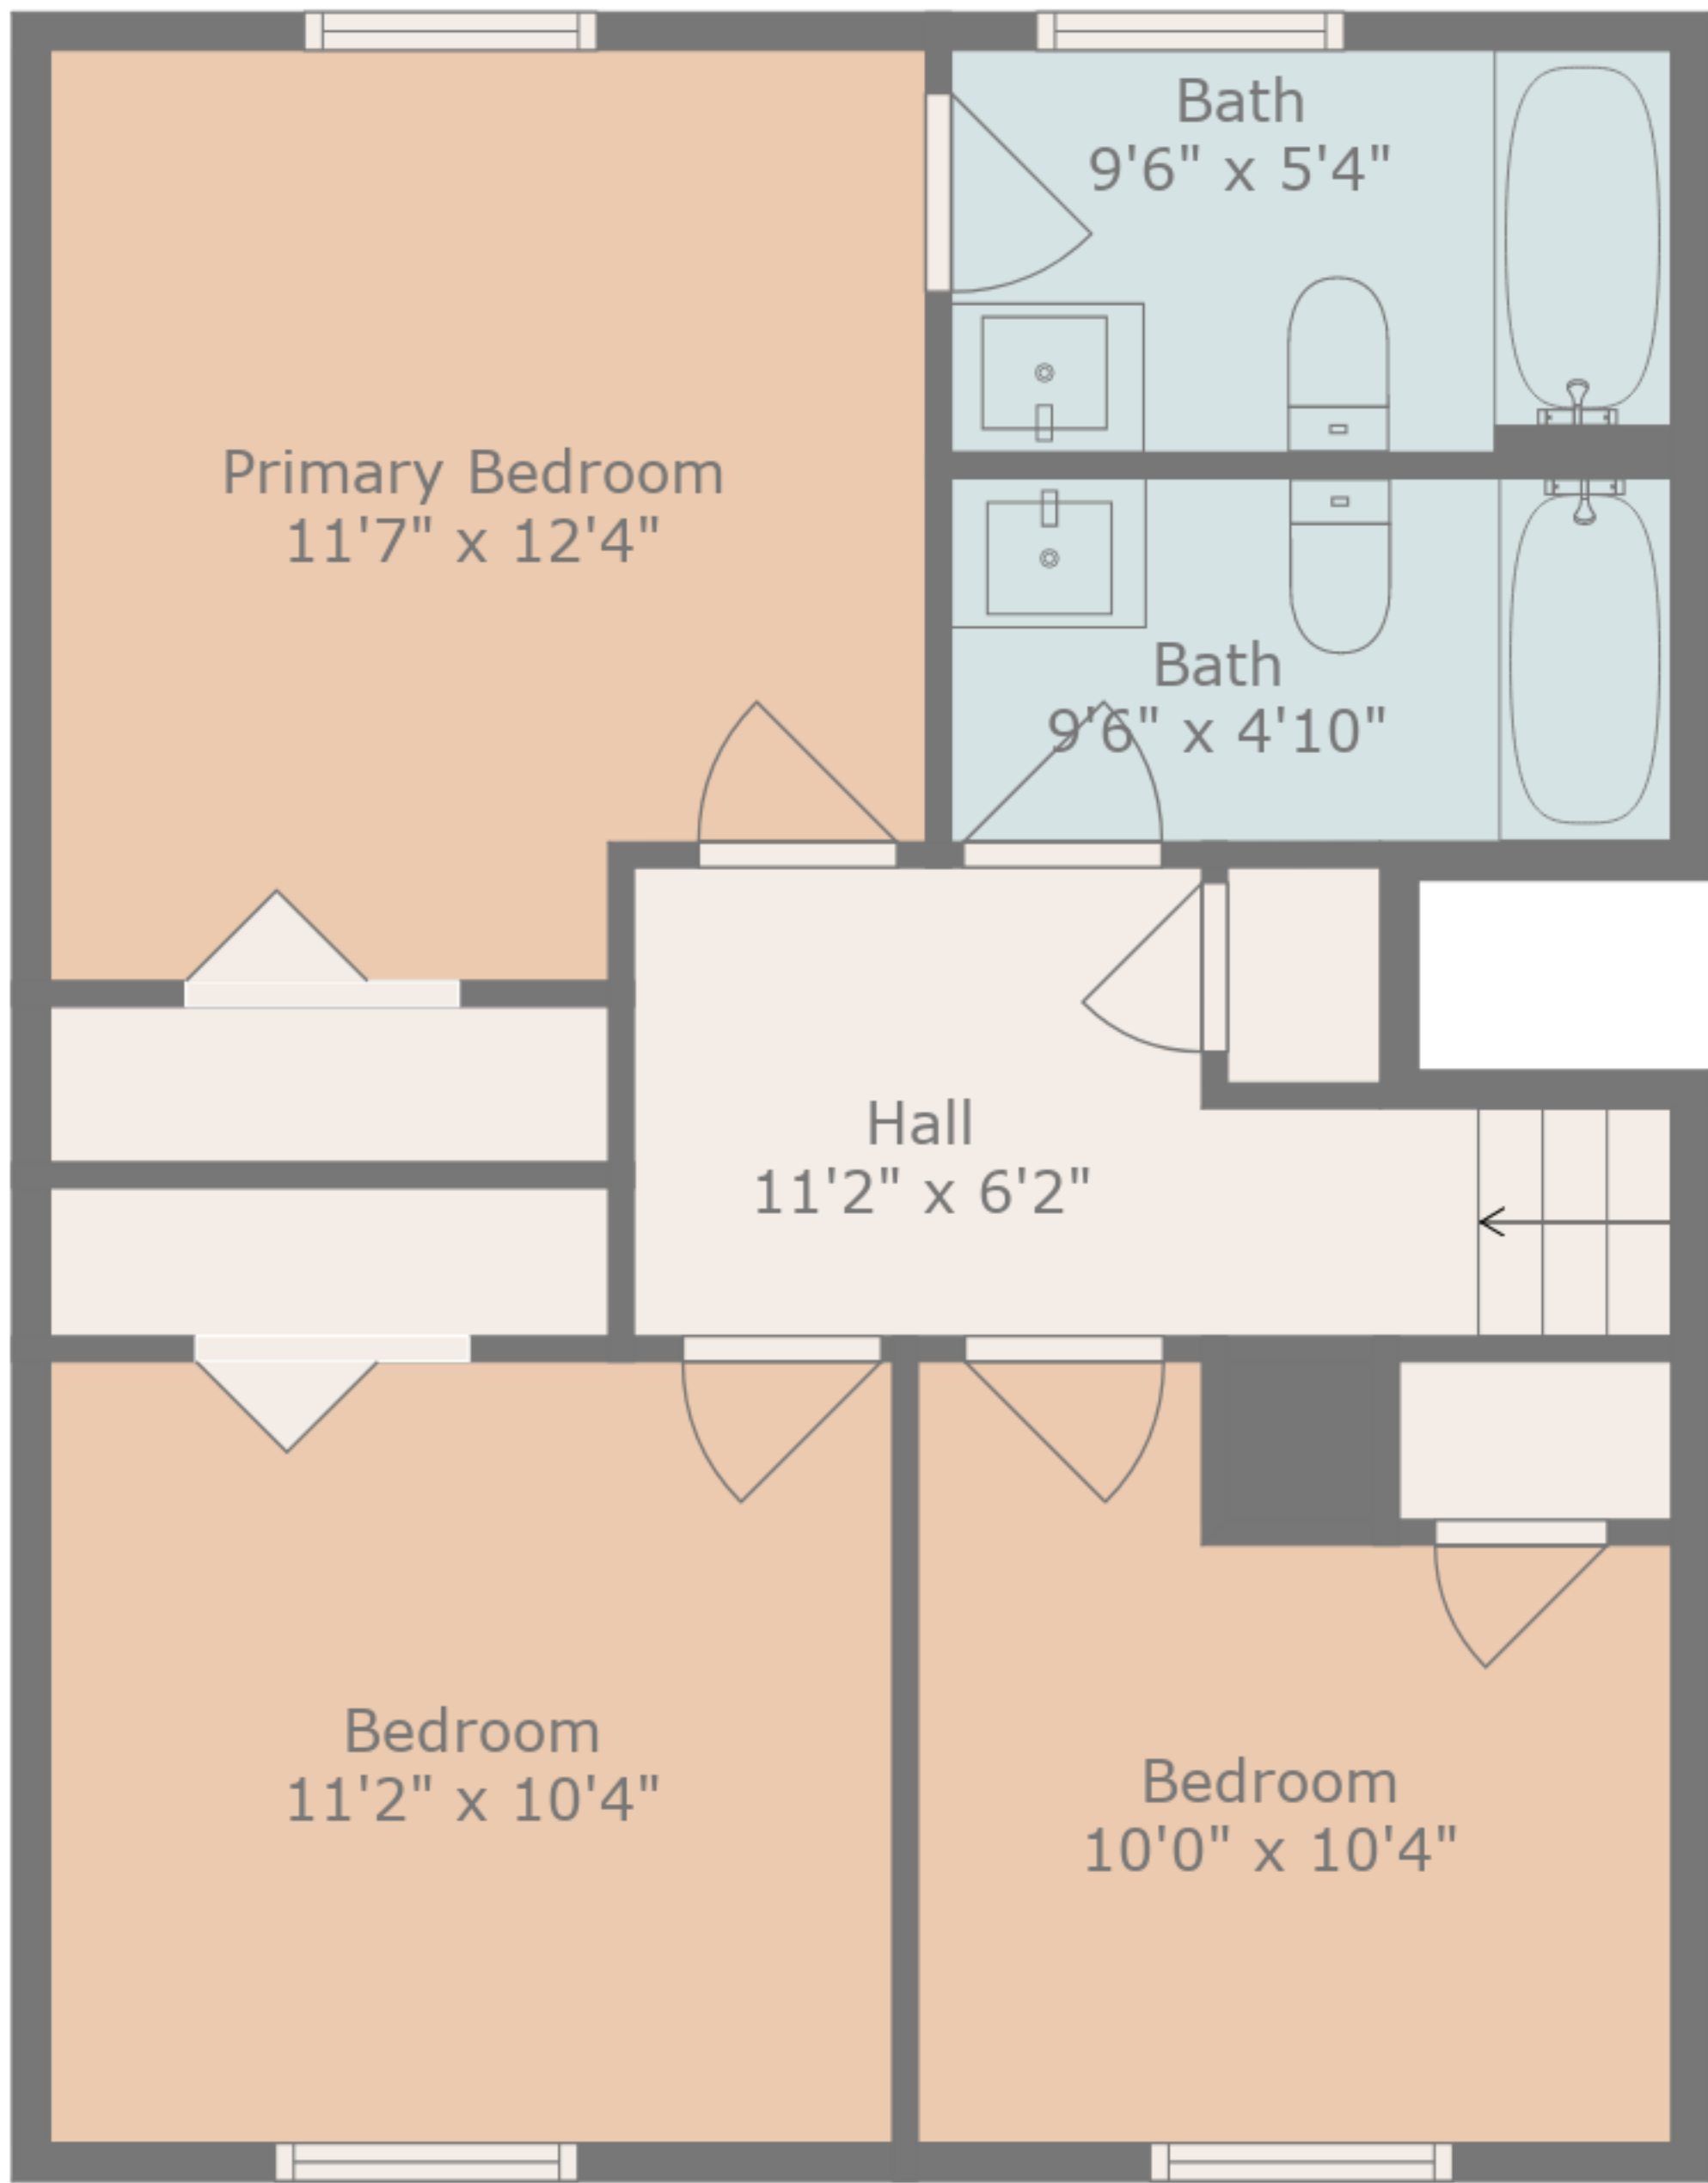 Bath
9'6" x 5'4"
Primary Bedroom
11'7" x 12'4"
Bath
9'6" x 4'10"
Hall
11'2" x 6'2"
Bedroom
11'2" x 10'4"
Bedroom
10'0" x 10'4"